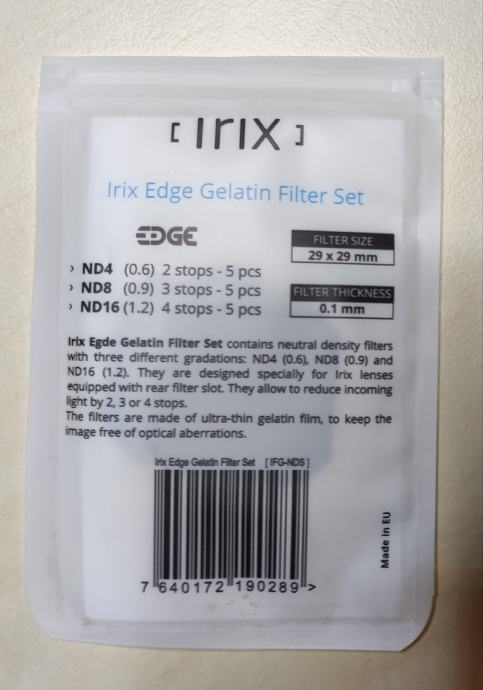 [ Irix ]
Irix Edge Gelatin Filter Set
EDGE
› ND4 (0.6) 2 stops - 5 pcs
› ND8 (0.9) 3 stops - 5 pcs
› ND16 (1.2) 4 stops - 5 pcs
FILTER SIZE
29 x 29 mm
FILTER THICKNESS
0.1 mm
Irix Egde Gelatin Filter Set contains neutral density filters
with three different gradations: ND4 (0.6), ND8 (0.9) and
ND16 (1.2). They are designed specially for Irix lenses
equipped with rear filter slot. They allow to reduce incoming
light by 2, 3 or 4 stops.
The filters are made of ultra-thin gelatin film, to keep the
image free of optical aberrations.
Irix Edge Gelatin Filter Set [ IFG-NDS ]
7 640172 190289 >
Made in EU